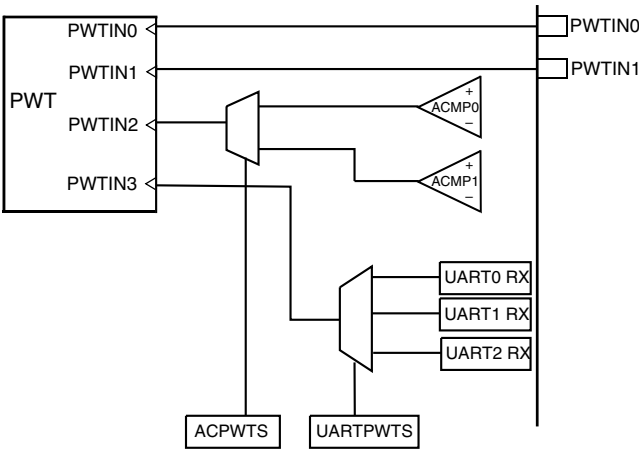 PWTIN0
PWTIN0
PWTIN1
PWTIN1
PWT
PWTIN2
+
ACMP0
−
PWTIN3
+
ACMP1
−
UART0 RX
UART1 RX
UART2 RX
ACPWTS
UARTPWTS